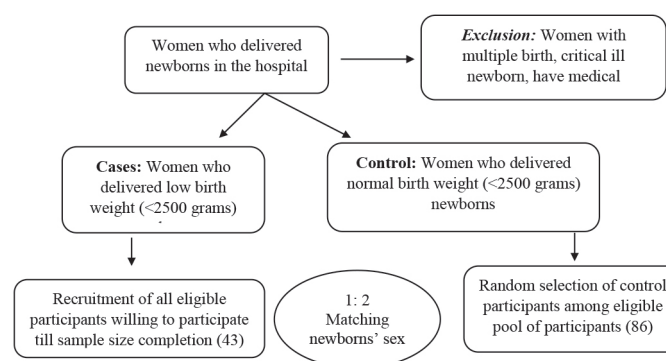 Women who delivered
newborns in the hospital
Exclusion: Women with
multiple birth, critical ill
newborn, have medical
Cases: Women who
delivered low birth
weight (<2500 grams)
Control: Women who delivered
normal birth weight (<2500 grams)
newborns
Recruitment of all eligible
participants willing to participate
till sample size completion (43)
1: 2
Matching
newborns’ sex
Random selection of control
participants among eligible
pool of participants (86)